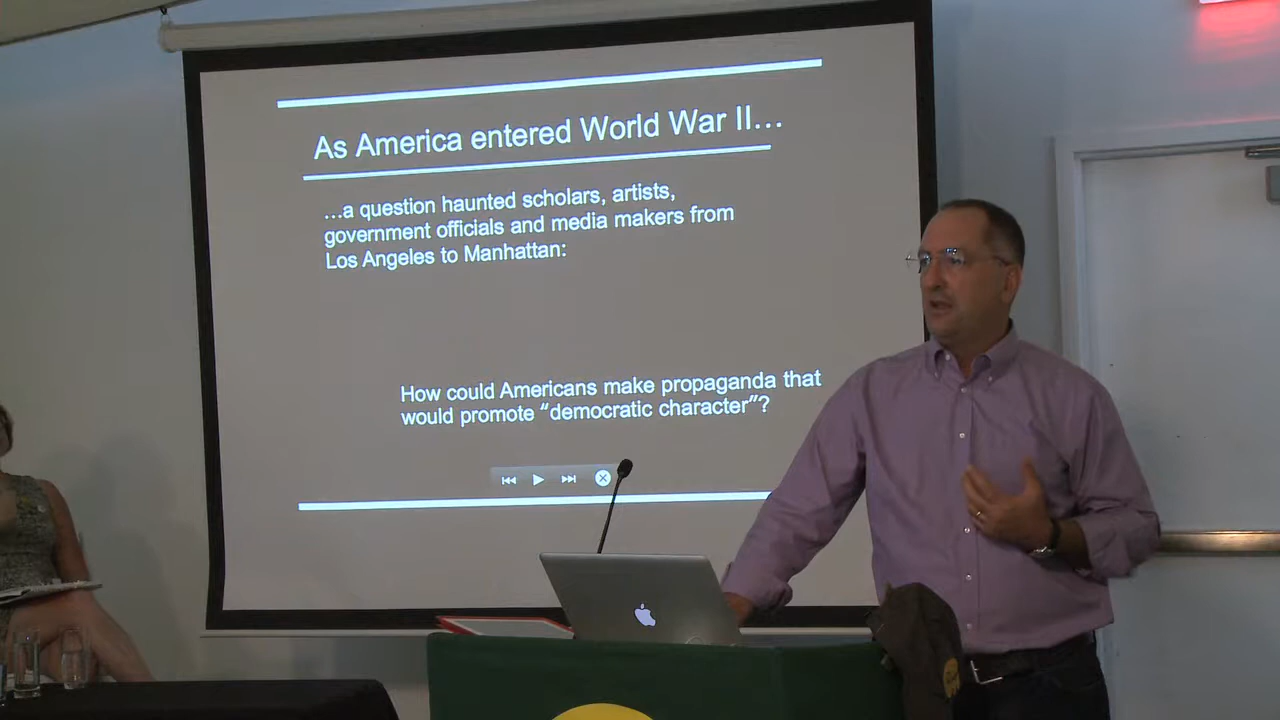 As America entered World War II…
…a question haunted scholars, artists,
government officials and media makers from
Los Angeles to Manhattan:
How could Americans make propaganda that
would promote “democratic character”?